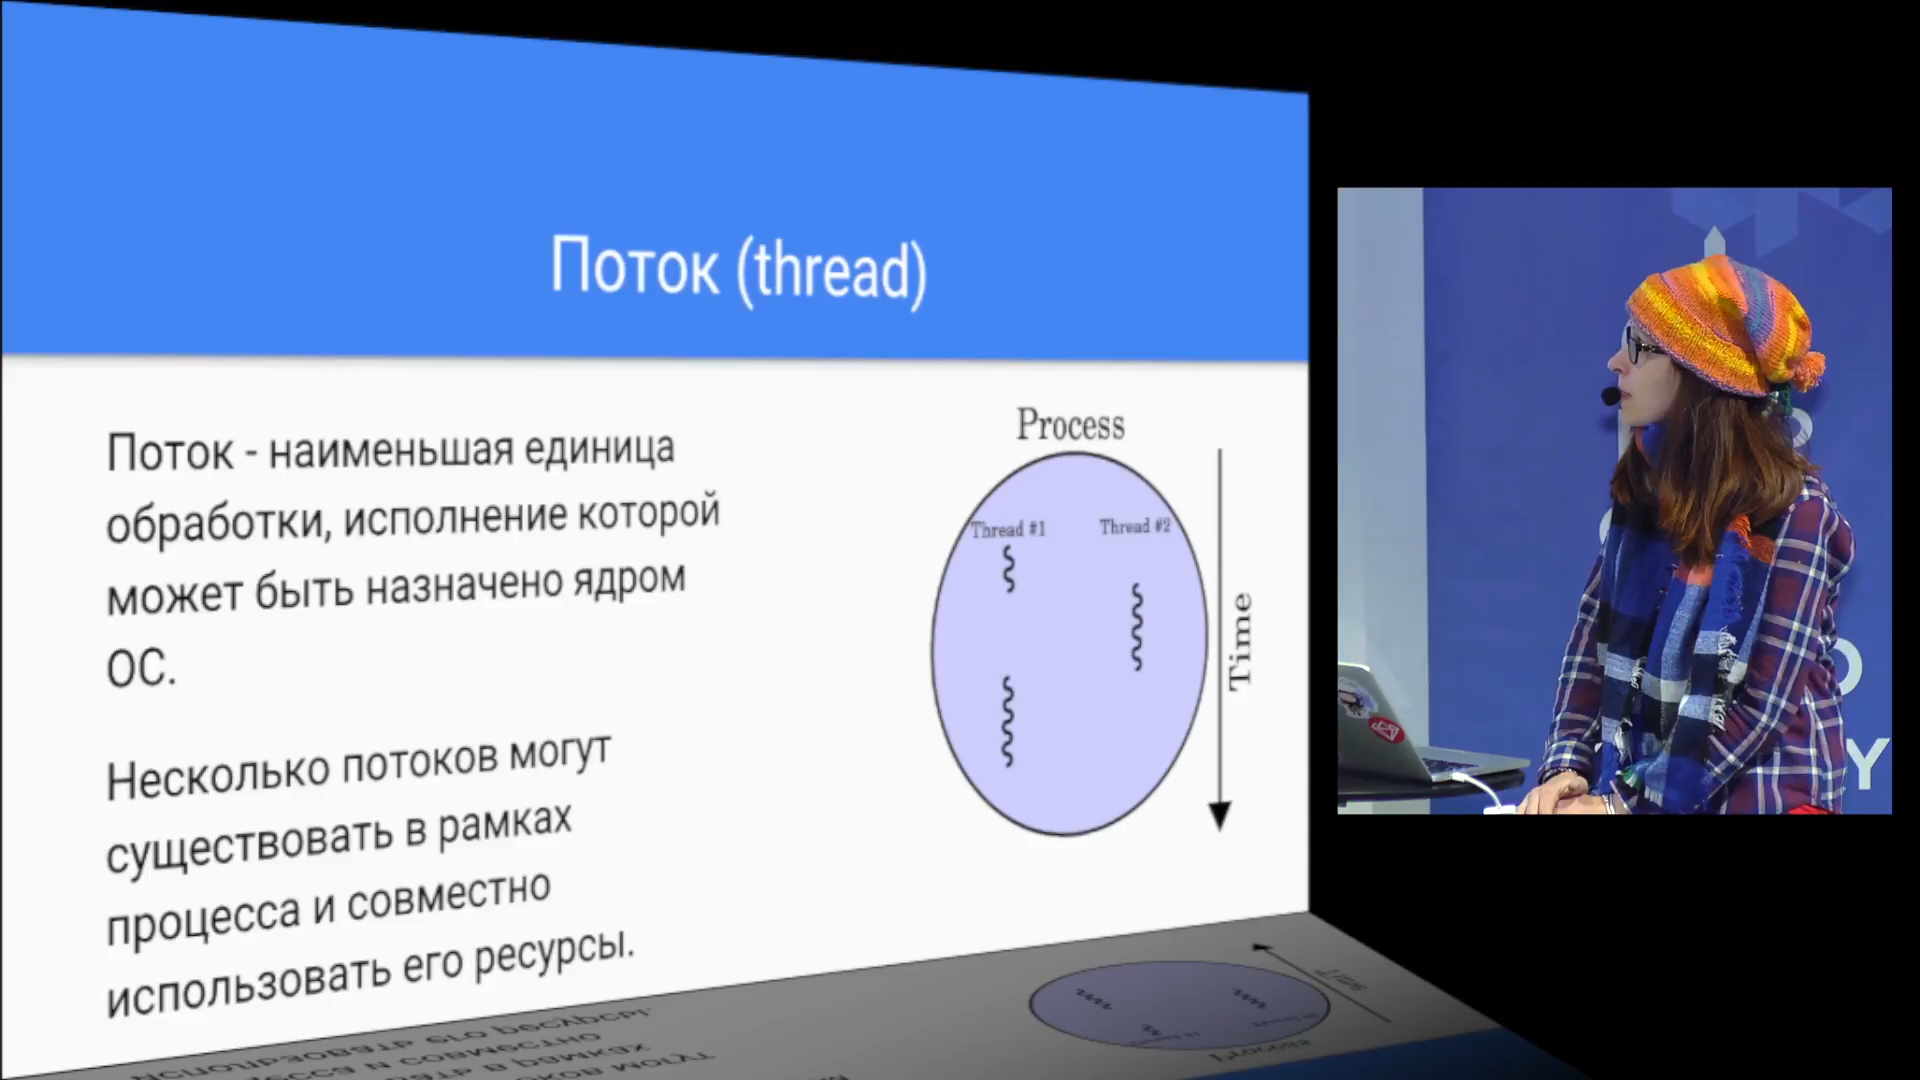 Поток (thread)
Поток - наименьшая единица
обработки, исполнение которой
может быть назначено ядром
ОС.
Несколько потоков могут
существовать в рамках
процесса и совместно
использовать его ресурсы.
Process
Thread #1
Thread #2
Time